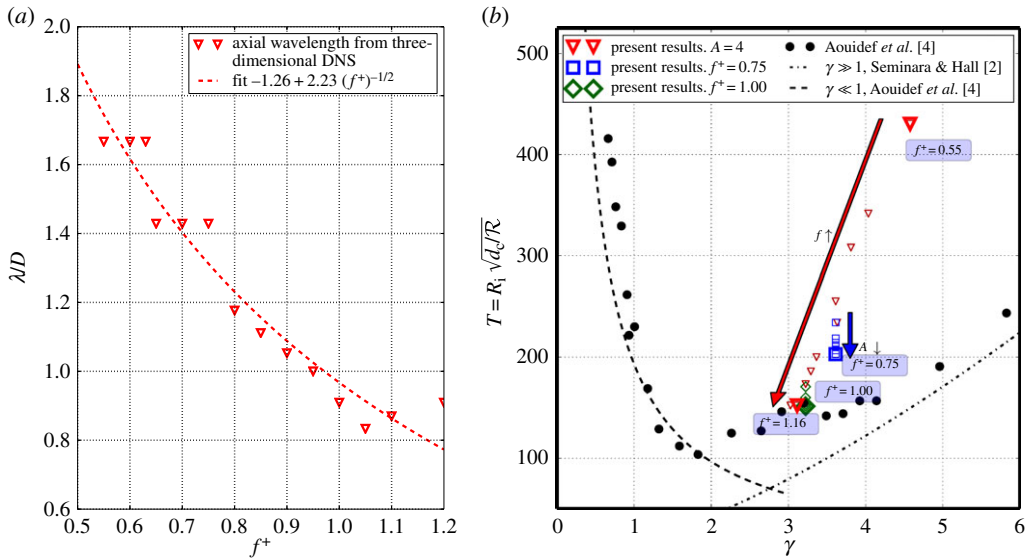 (a)
2.0
1.8
1.6
1.4
1.2
1.0
0.8
0.6
λ/D
0.5 0.6 0.7 0.8 0.9 1.0 1.1 1.2
f⁺
axial wavelength from three-
dimensional DNS
fit −1.26 + 2.23 (f⁺)⁻¹/²
(b)
500
400
300
200
100
T = Rᵢ √d_c/ℛ
0 1 2 3 4 5 6
γ
present results. A = 4
present results. f⁺ = 0.75
present results. f⁺ = 1.00
Aouidef et al. [4]
γ ≫ 1, Seminara & Hall [2]
γ ≪ 1, Aouidef et al. [4]
f⁺ = 0.55
f ↑
A ↓
f⁺ = 0.75
f⁺ = 1.00
f⁺ = 1.16